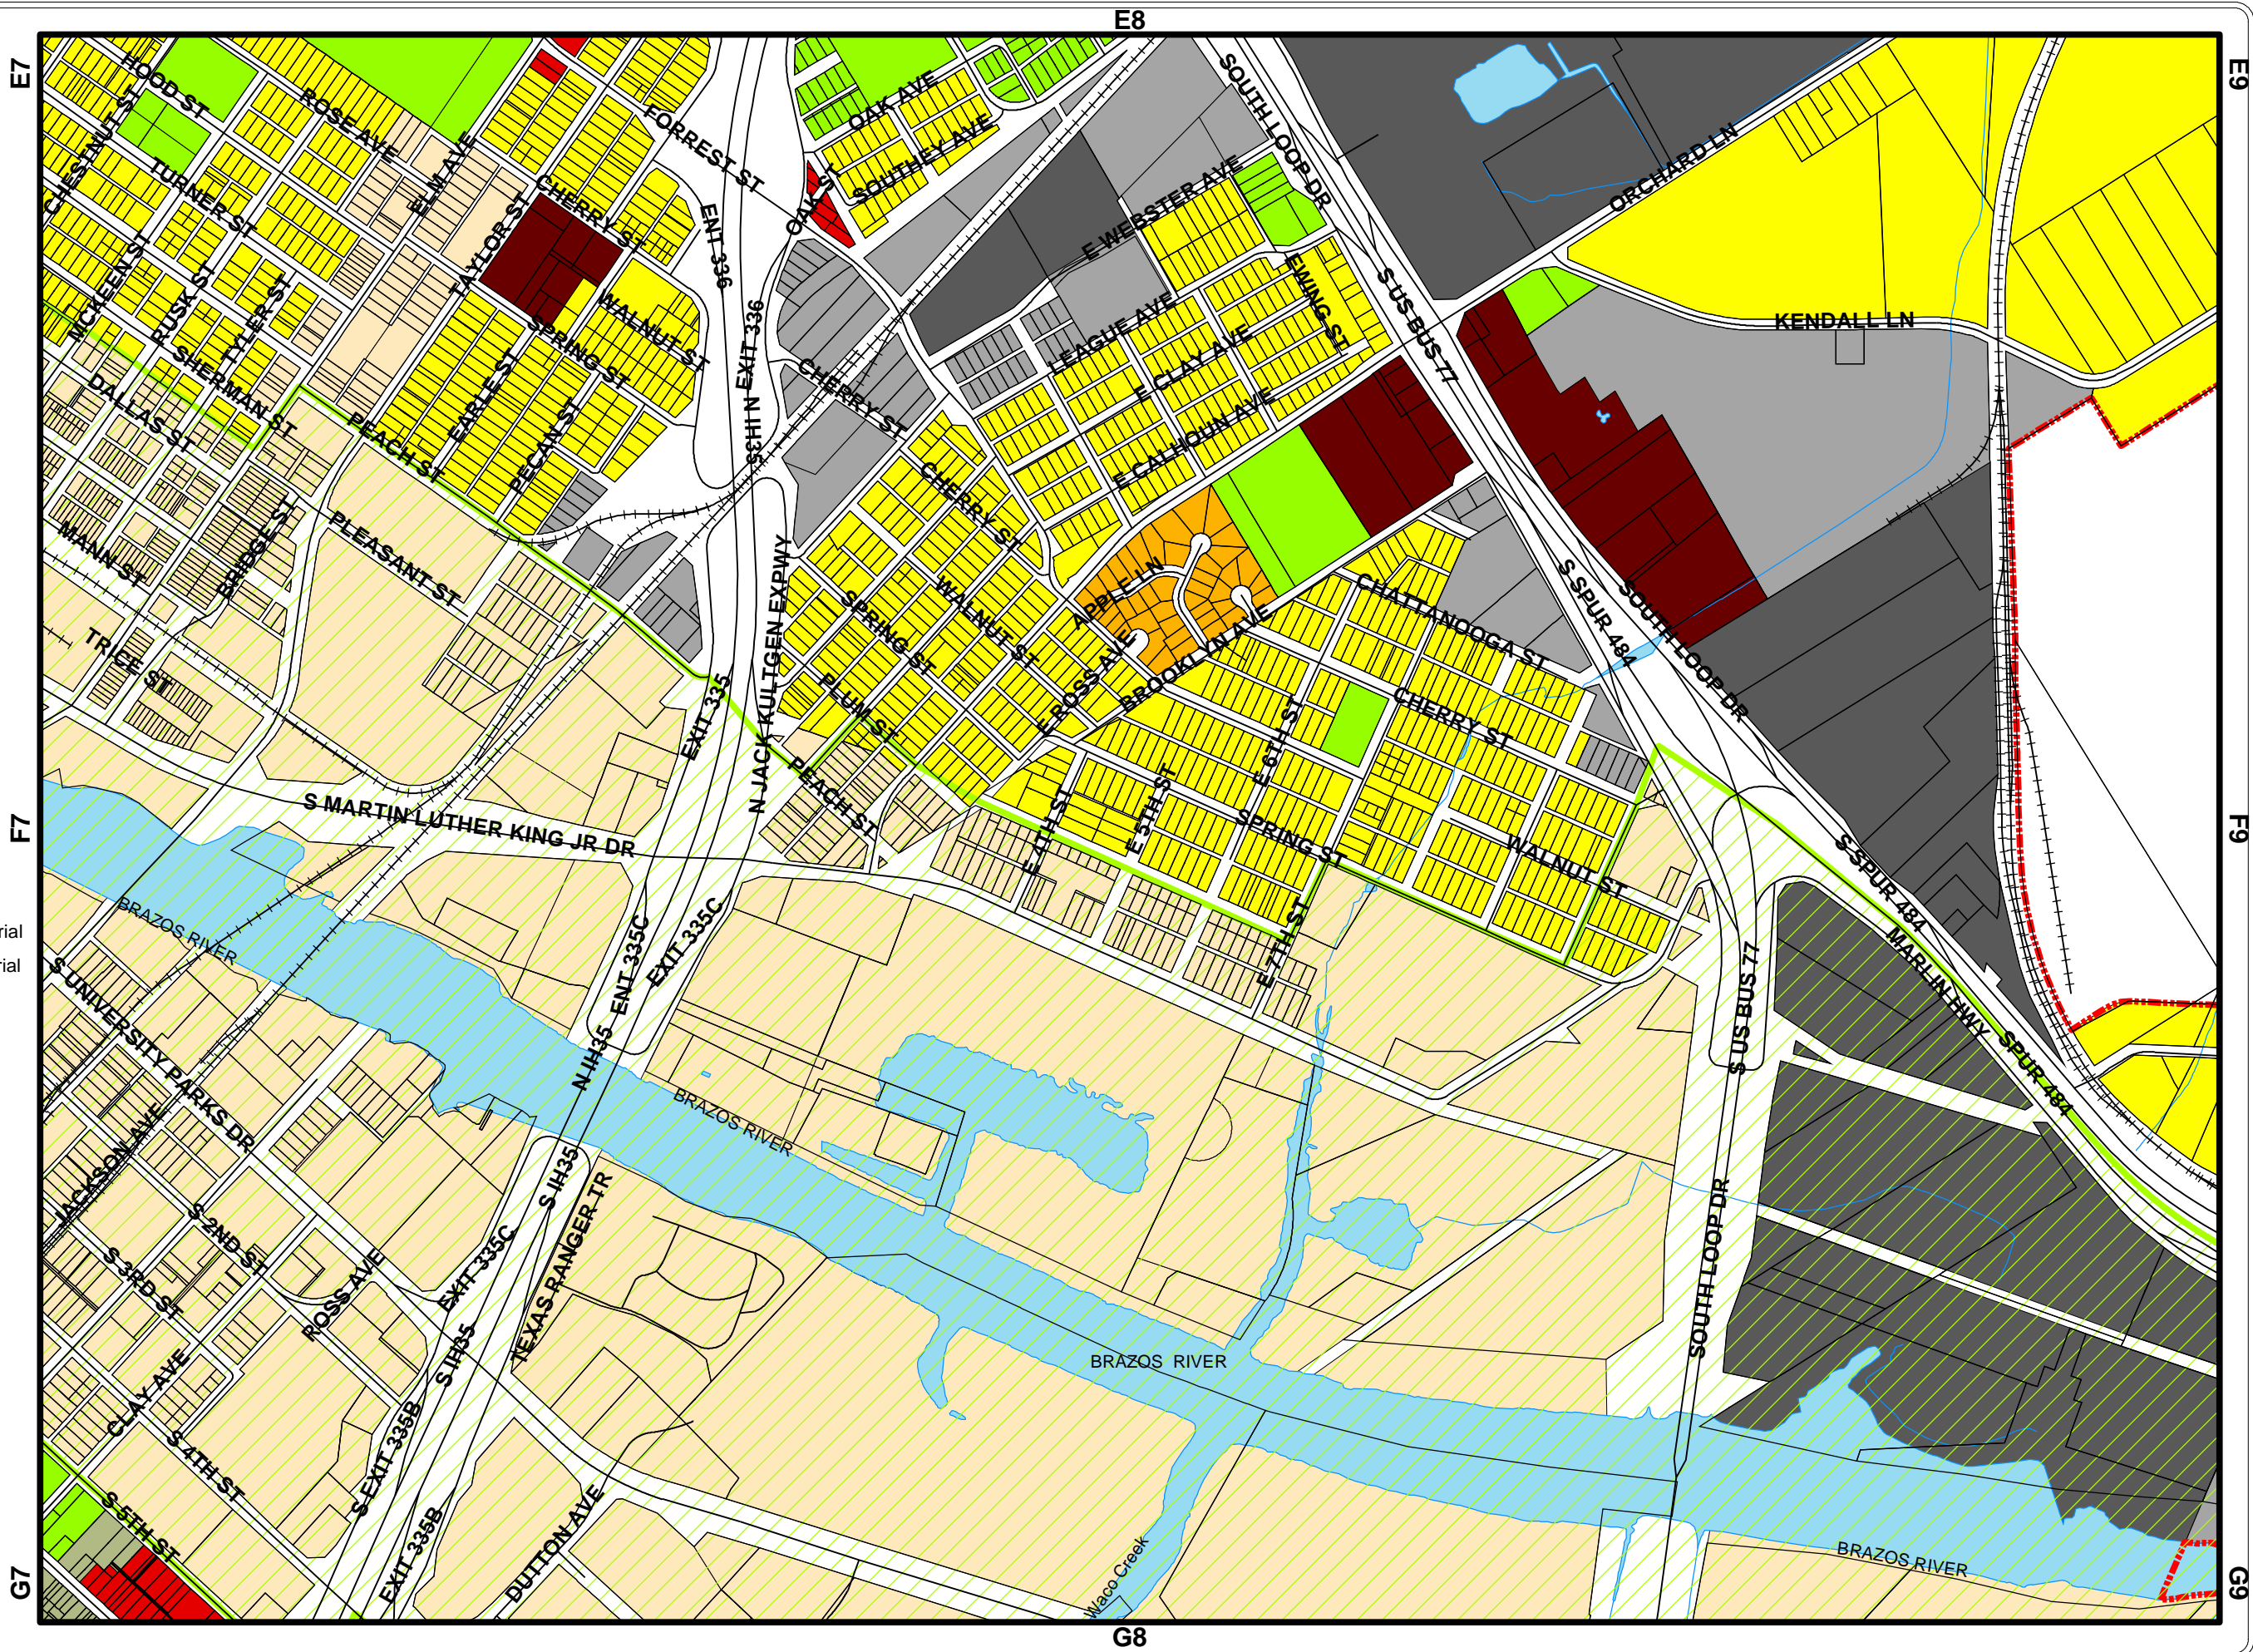 E8
E7
E9
HOOD ST
ROSE AVE
CHESTNUT ST
TURNER ST
ELM AVE
FORREST ST
OAK AVE
SOUTHEY AVE
SOUTH LOOP DR
ORCHARD LN
MCKEEN ST
RUSK ST
TYLER ST
TAYLOR ST
CHERRY ST
ENT 336
OAK ST
E WEBSTER AVE
EWING ST
S US BUS 77
KENDALL LN
R SHERMAN ST
DALLAS ST
WALNUT ST
SPRING ST
EARLE ST
PECAN ST
N IH35
EXIT 336
CHERRY ST
LEAGUE AVE
E CLAY AVE
E CALHOUN AVE
PEACH ST
CHERRY ST
MANN ST
BRIDGE ST
PLEASANT ST
TRICE ST
APPLE LN
WALNUT ST
SPRING ST
PLUM ST
E ROSS AVE
BROOKLYN AVE
CHATTANOOGA ST
CHERRY ST
S SPUR 484
SOUTH LOOP DR
EXIT 335
N JACK KULTGEN EXPWY
PEACH ST
E 4TH ST
E 5TH ST
E 6TH ST
E 7TH ST
SPRING ST
WALNUT ST
F7
F9
S MARTIN LUTHER KING JR DR
BRAZOS RIVER
rial
rial
S UNIVERSITY PARKS DR
ENT 335C
EXIT 335C
N IH35
S US BUS 77
S SPUR 484
MARLIN HWY
SPUR 484
BRAZOS RIVER
JACKSON AVE
S 2ND ST
S 3RD ST
ROSS AVE
EXIT 335C
S IH35
TEXAS RANGER TR
SOUTH LOOP DR
S IH35
BRAZOS RIVER
CLAY AVE
S 4TH ST
S EXIT 335B
S 5TH ST
EXIT 335B
DUTTON AVE
Waco Creek
BRAZOS RIVER
G7
G9
G8